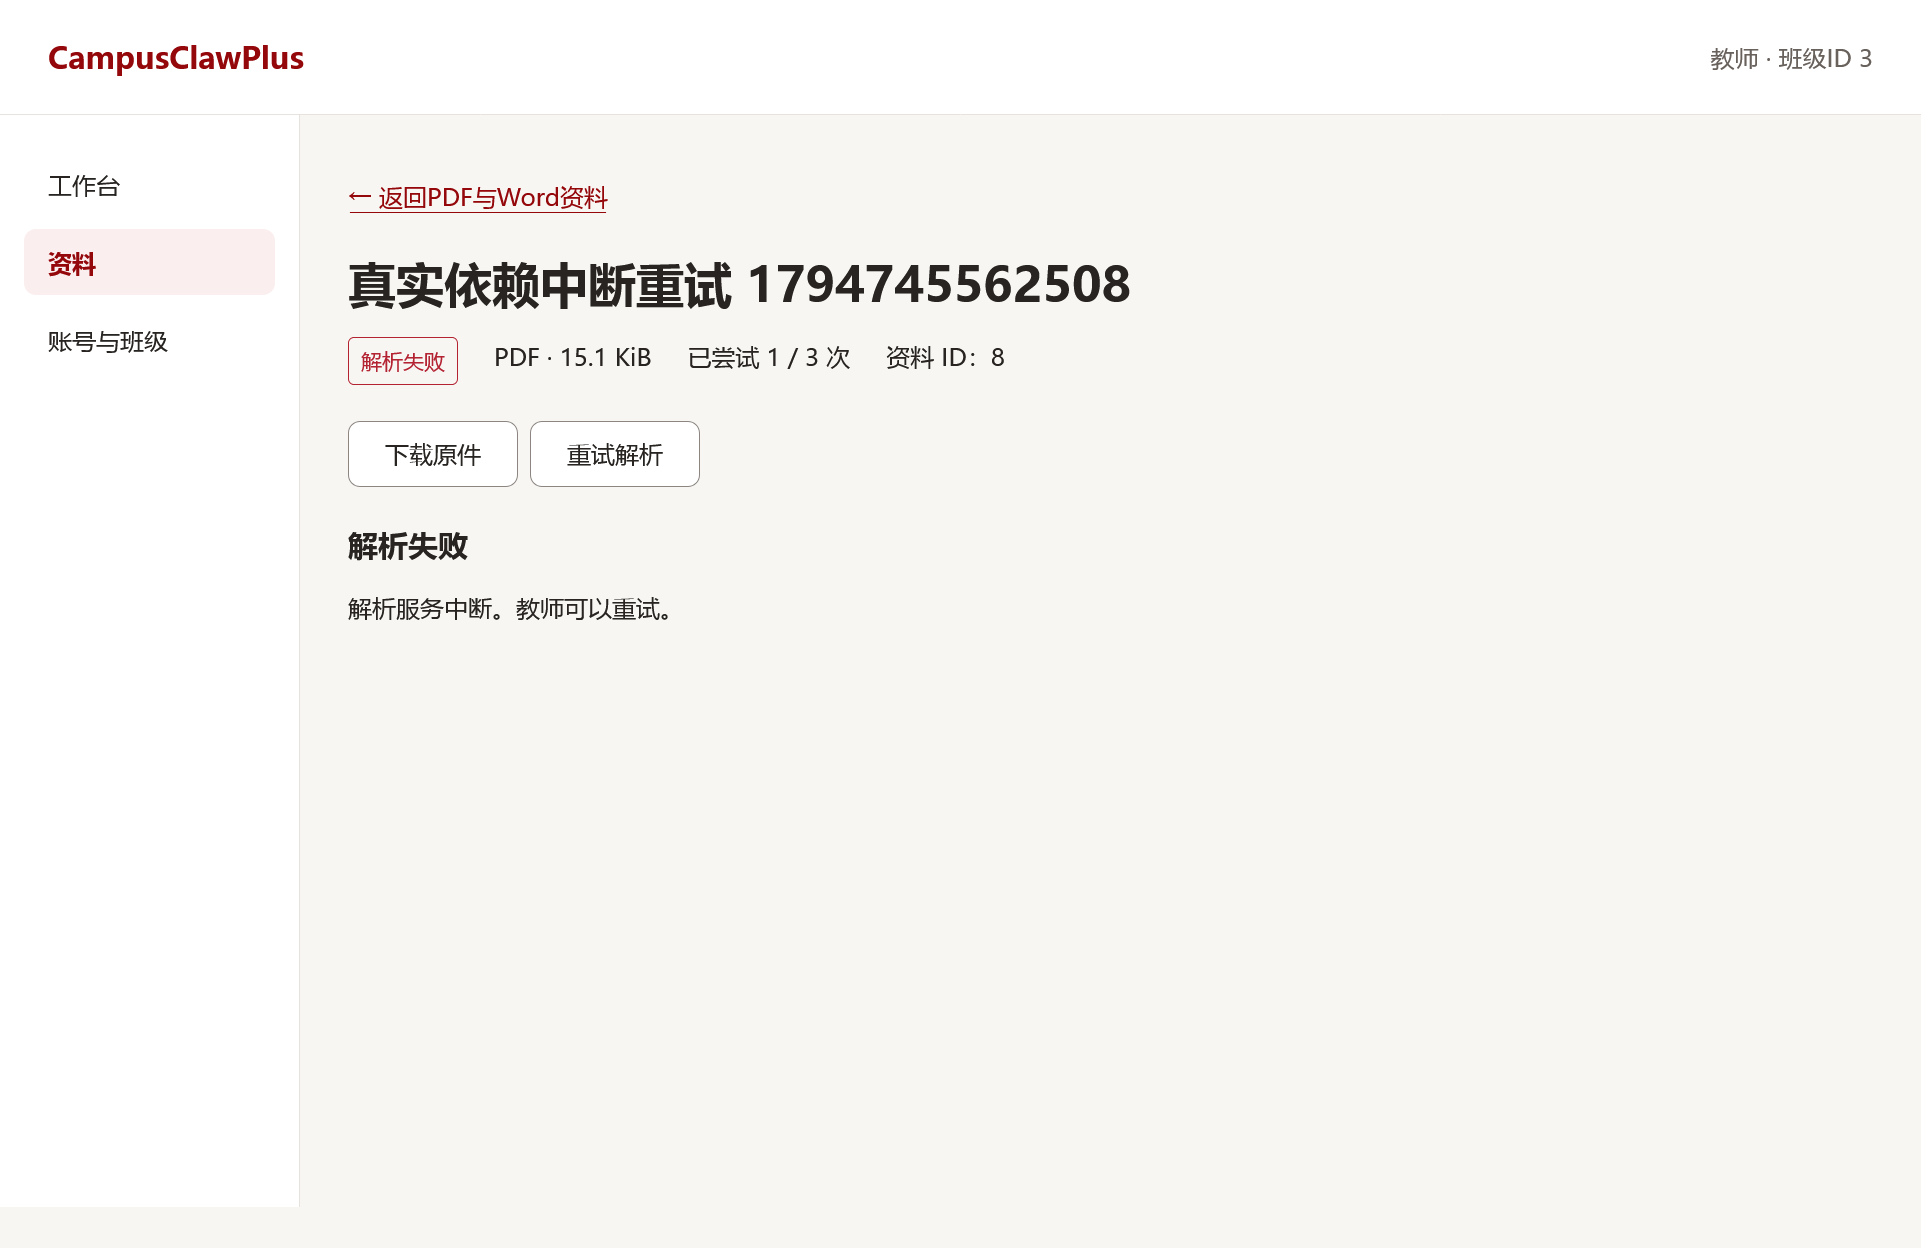 CampusClawPlus
教师 · 班级ID 3
工作台
资料
账号与班级
← 返回PDF与Word资料
真实依赖中断重试 1794745562508
解析失败 PDF · 15.1 KiB 已尝试 1 / 3 次 资料 ID：8
下载原件 重试解析
解析失败
解析服务中断。教师可以重试。